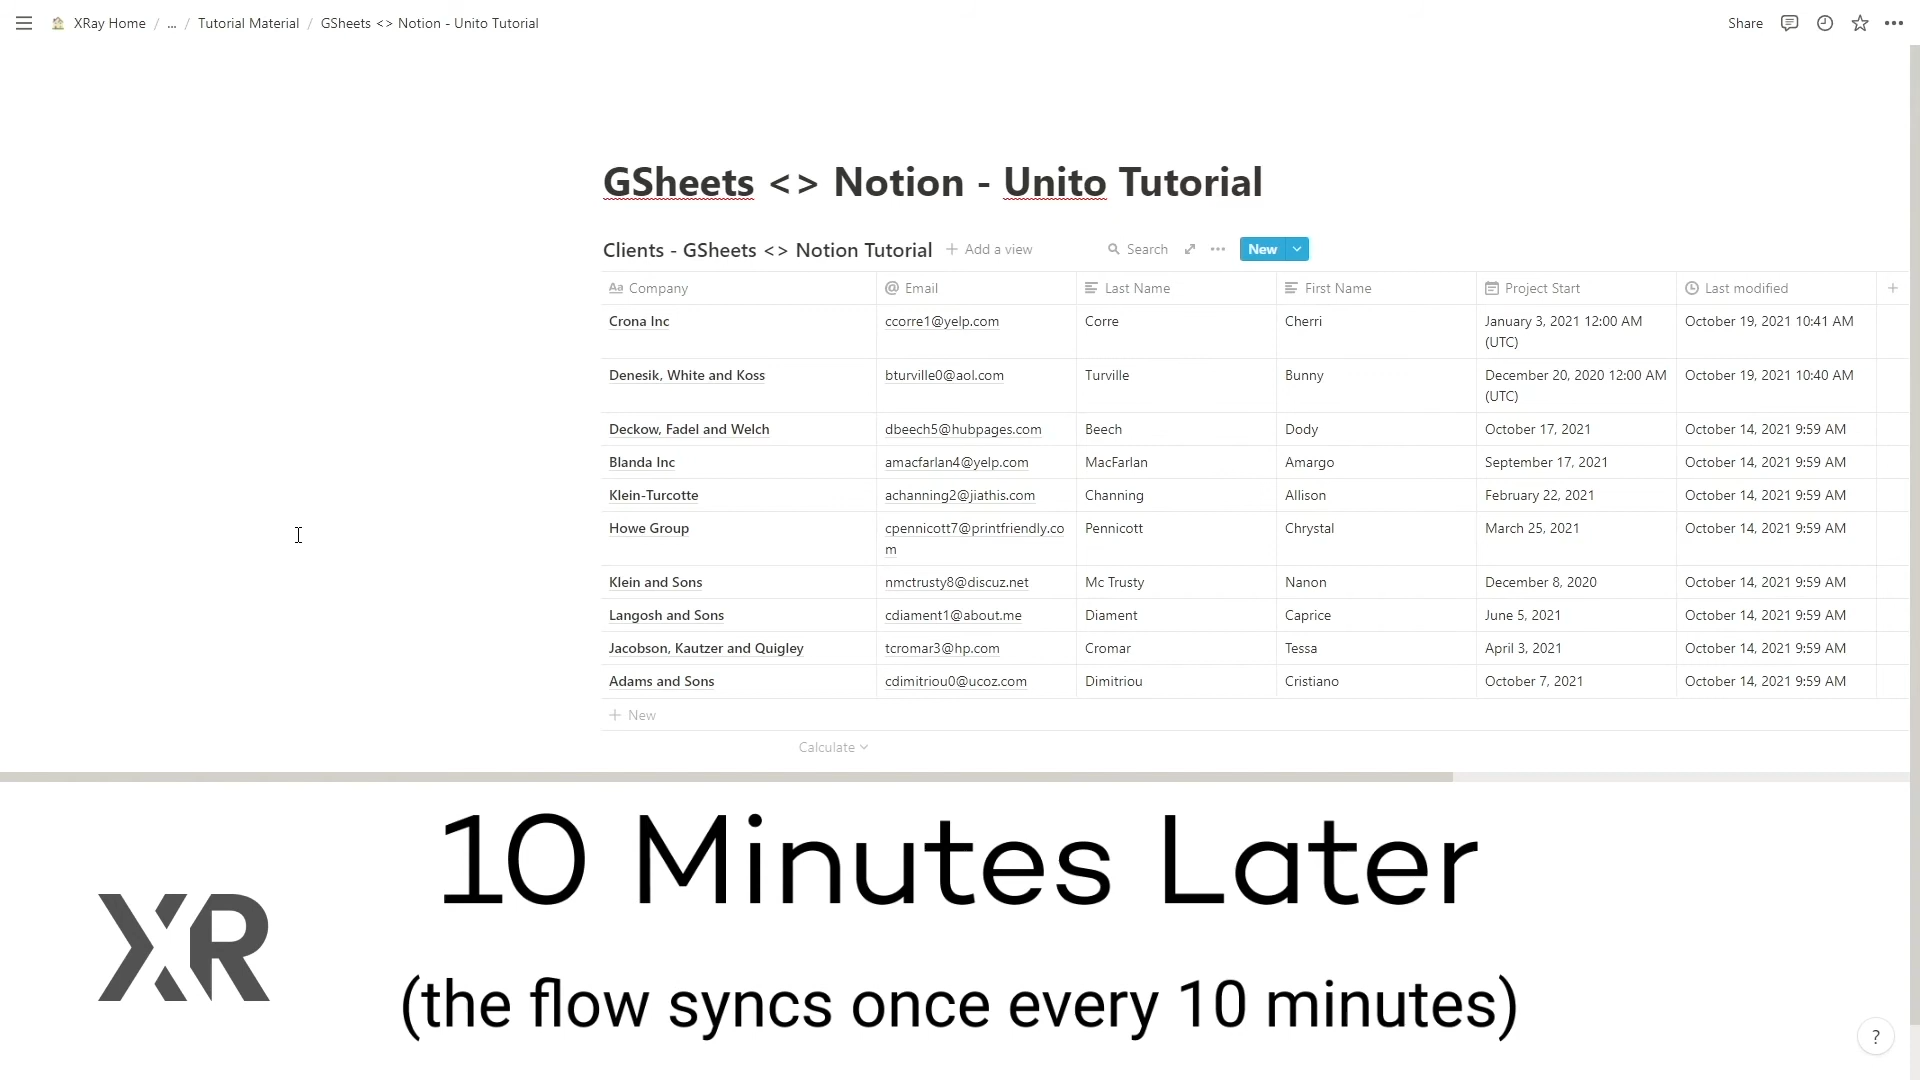 XRay Home / ... / Tutorial Material / GSheets <> Notion - Unito Tutorial
Share
GSheets <> Notion - Unito Tutorial
Clients - GSheets <> Notion Tutorial + Add a view Search New
Aa Company @ Email Last Name First Name Project Start Last modified +
Crona Inc ccorre1@yelp.com Corre Cherri January 3, 2021 12:00 AM October 19, 2021 10:41 AM
(UTC)
Denesik, White and Koss bturville0@aol.com Turville Bunny December 20, 2020 12:00 AM October 19, 2021 10:40 AM
(UTC)
Deckow, Fadel and Welch dbeech5@hubpages.com Beech Dody October 17, 2021 October 14, 2021 9:59 AM
Blanda Inc amacfarlan4@yelp.com MacFarlan Amargo September 17, 2021 October 14, 2021 9:59 AM
Klein-Turcotte achanning2@jiathis.com Channing Allison February 22, 2021 October 14, 2021 9:59 AM
Howe Group cpennicott7@printfriendly.co Pennicott Chrystal March 25, 2021 October 14, 2021 9:59 AM
m
Klein and Sons nmctrusty8@discuz.net Mc Trusty Nanon December 8, 2020 October 14, 2021 9:59 AM
Langosh and Sons cdiament1@about.me Diament Caprice June 5, 2021 October 14, 2021 9:59 AM
Jacobson, Kautzer and Quigley tcromar3@hp.com Cromar Tessa April 3, 2021 October 14, 2021 9:59 AM
Adams and Sons cdimitriou0@ucoz.com Dimitriou Cristiano October 7, 2021 October 14, 2021 9:59 AM
+ New
Calculate
10 Minutes Later
XR
(the flow syncs once every 10 minutes)
?